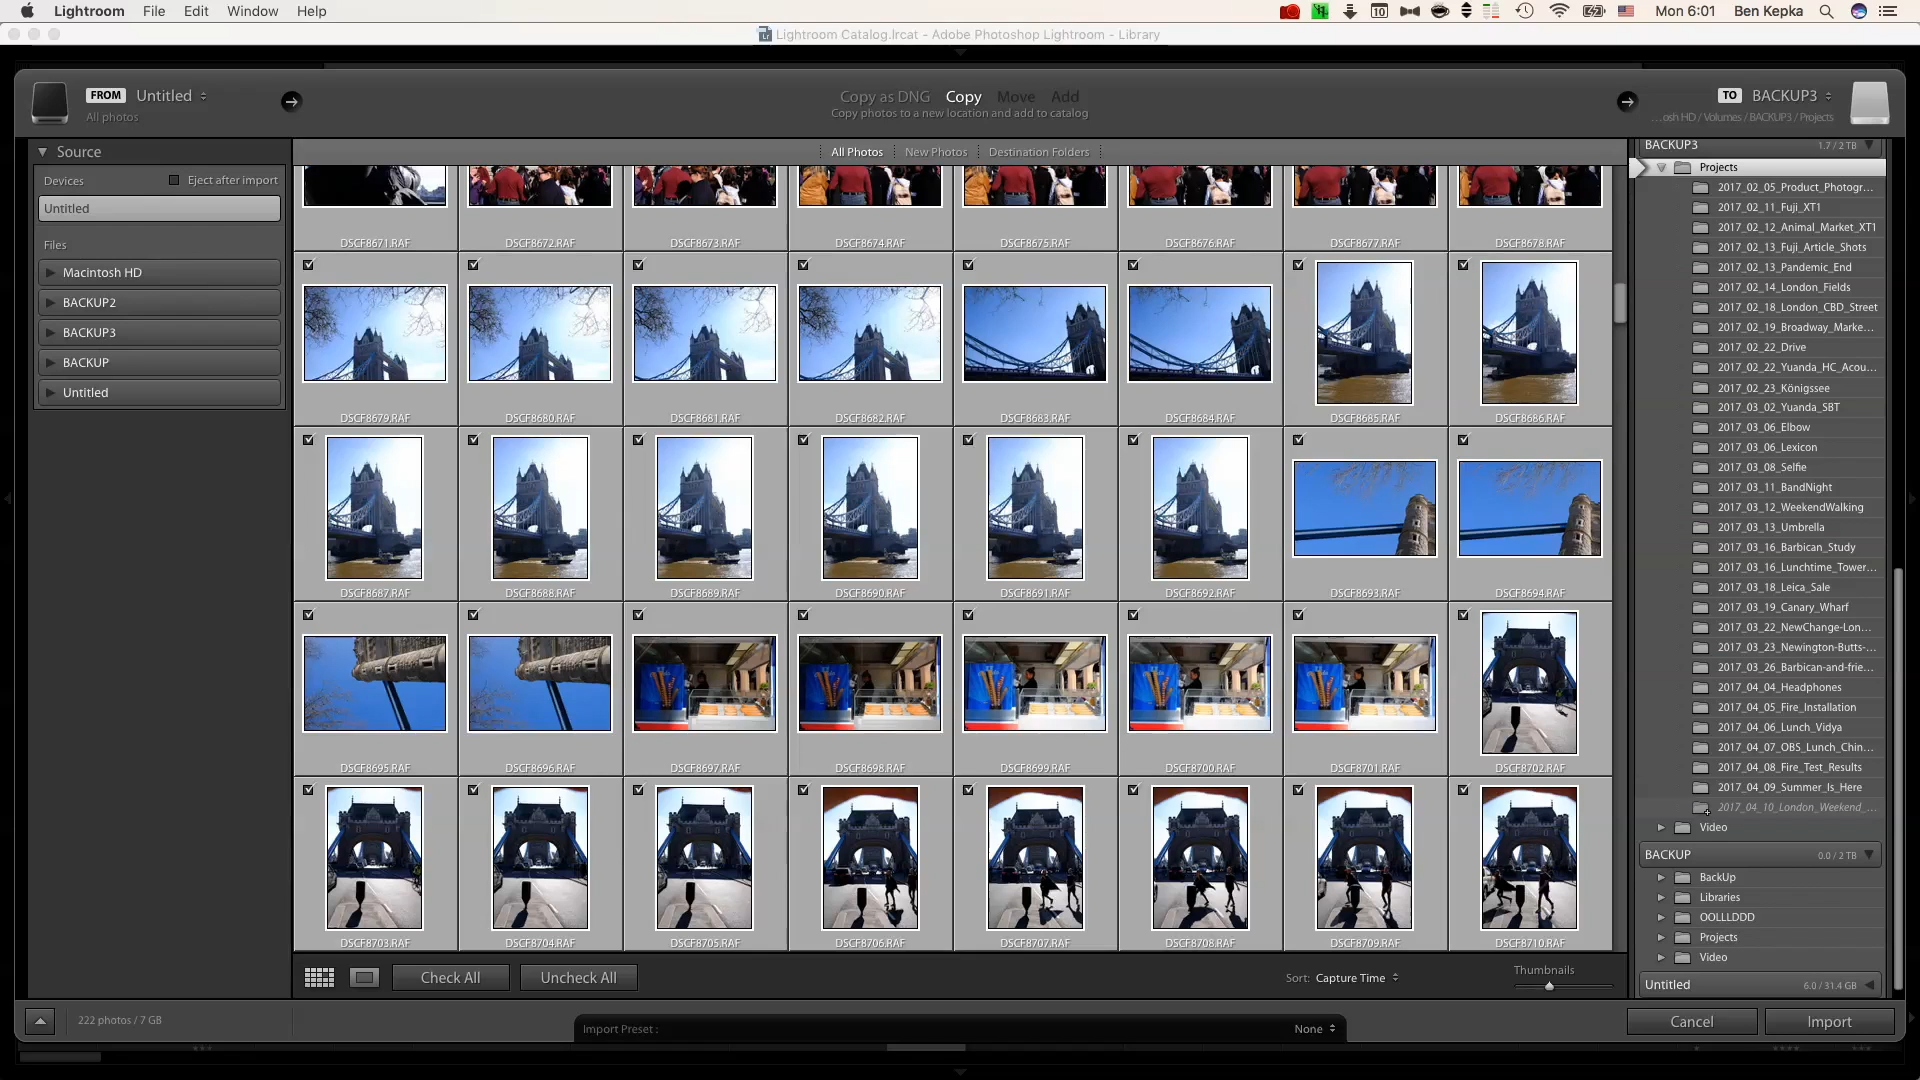 Lightroom File Edit Window Help 10 Mon 6:01 Ben Kepka
Lightroom Catalog.lrcat - Adobe Photoshop Lightroom - Library
FROM Untitled
All photos
Copy as DNG Copy Move Add
Copy photos to a new location and add to catalog
TO BACKUP3
...osh HD / Volumes / BACKUP3 / Projects
Source
Devices Eject after import
Untitled
Files
Macintosh HD
BACKUP2
BACKUP3
BACKUP
Untitled
All Photos New Photos Destination Folders
DSCF8671.RAF DSCF8672.RAF DSCF8673.RAF DSCF8674.RAF DSCF8675.RAF DSCF8676.RAF DSCF8677.RAF DSCF8678.RAF
DSCF8679.RAF DSCF8680.RAF DSCF8681.RAF DSCF8682.RAF DSCF8683.RAF DSCF8684.RAF DSCF8685.RAF DSCF8686.RAF
DSCF8687.RAF DSCF8688.RAF DSCF8689.RAF DSCF8690.RAF DSCF8691.RAF DSCF8692.RAF DSCF8693.RAF DSCF8694.RAF
DSCF8695.RAF DSCF8696.RAF DSCF8697.RAF DSCF8698.RAF DSCF8699.RAF DSCF8700.RAF DSCF8701.RAF DSCF8702.RAF
DSCF8703.RAF DSCF8704.RAF DSCF8705.RAF DSCF8706.RAF DSCF8707.RAF DSCF8708.RAF DSCF8709.RAF DSCF8710.RAF
Check All Uncheck All Sort: Capture Time Thumbnails
BACKUP3 1.7 / 2 TB
Projects
2017_02_05_Product_Photogr...
2017_02_11_Fuji_XT1
2017_02_12_Animal_Market_XT1
2017_02_13_Fuji_Article_Shots
2017_02_13_Pandemic_End
2017_02_14_London_Fields
2017_02_18_London_CBD_Street
2017_02_19_Broadway_Marke...
2017_02_22_Drive
2017_02_22_Yuanda_HC_Acou...
2017_02_23_Königssee
2017_03_02_Yuanda_SBT
2017_03_06_Elbow
2017_03_06_Lexicon
2017_03_08_Selfie
2017_03_11_BandNight
2017_03_12_WeekendWalking
2017_03_13_Umbrella
2017_03_16_Barbican_Study
2017_03_16_Lunchtime_Tower...
2017_03_18_Leica_Sale
2017_03_19_Canary_Wharf
2017_03_22_NewChange-Lon...
2017_03_23_Newington-Butts-...
2017_03_26_Barbican-and-frie...
2017_04_04_Headphones
2017_04_05_Fire_Installation
2017_04_06_Lunch_Vidya
2017_04_07_OBS_Lunch_Chin...
2017_04_08_Fire_Test_Results
2017_04_09_Summer_Is_Here
2017_04_10_London_Weekend_...
Video
BACKUP 0.0 / 2 TB
BackUp
Libraries
OOLLLDDD
Projects
Video
Untitled 6.0 / 31.4 GB
222 photos / 7 GB Import Preset : None Cancel Import